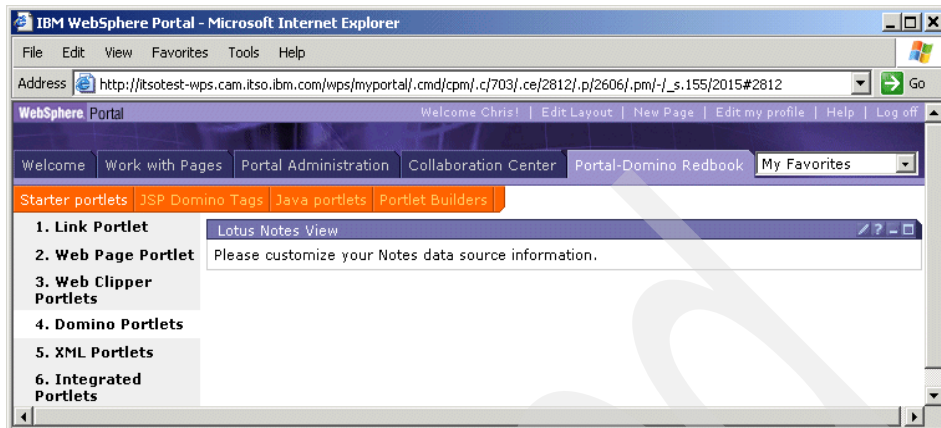 IBM WebSphere Portal - Microsoft Internet Explorer
File Edit View Favorites Tools Help
Address http://itsotest-wps.cam.itso.ibm.com/wps/myportal/.cmd/cpm/.c/703/.ce/2812/.p/2606/.pm/-/_s.155/2015#2812 Go
WebSphere Portal Welcome Chris! | Edit Layout | New Page | Edit my profile | Help | Log off
Welcome Work with Pages Portal Administration Collaboration Center Portal-Domino Redbook My Favorites
Starter portlets JSP Domino Tags Java portlets Portlet Builders
1. Link Portlet
Lotus Notes View ?
2. Web Page Portlet
Please customize your Notes data source information.
3. Web Clipper
Portlets
4. Domino Portlets
5. XML Portlets
6. Integrated
Portlets